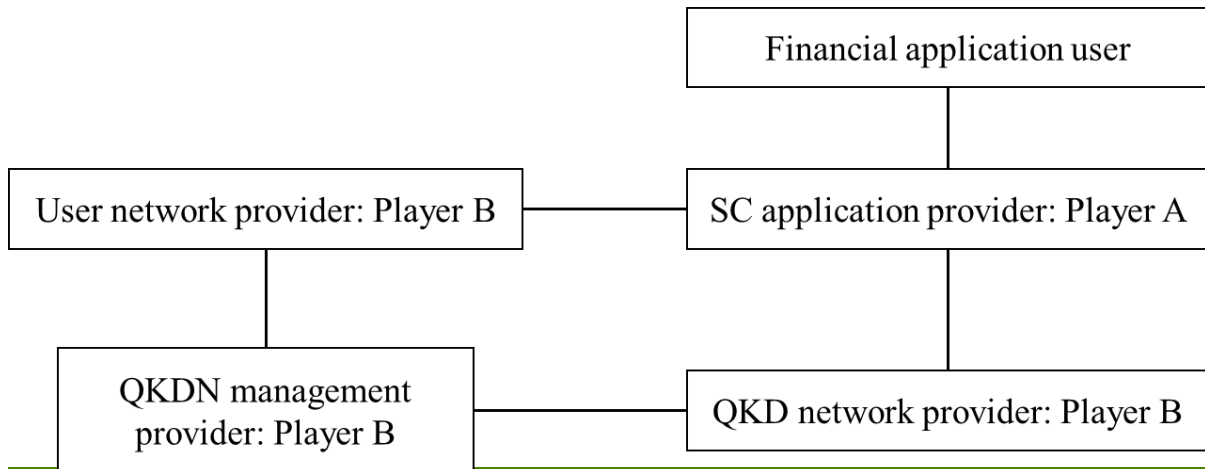 Financial application user
User network provider: Player B
SC application provider: Player A
QKDN management
provider: Player B
QKD network provider: Player B